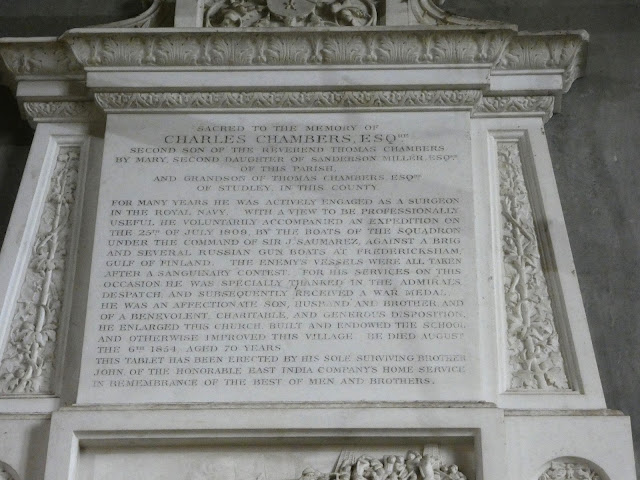 SACRED TO THE MEMORY OF
CHARLES CHAMBERS, ESQRE
SECOND SON OF THE REVEREND THOMAS CHAMBERS
BY MARY, SECOND DAUGHTER OF SANDERSON MILLER, ESQRE
OF THIS PARISH,
AND GRANDSON OF THOMAS CHAMBERS, ESQRE
OF STUDLEY, IN THIS COUNTY.
FOR MANY YEARS HE WAS ACTIVELY ENGAGED AS A SURGEON
IN THE ROYAL NAVY. WITH A VIEW TO BE PROFESSIONALLY
USEFUL HE VOLUNTARILY ACCOMPANIED AN EXPEDITION ON
THE 25TH OF JULY 1809, BY THE BOATS OF THE SQUADRON
UNDER THE COMMAND OF SIR J. SAUMAREZ, AGAINST A BRIG
AND SEVERAL RUSSIAN GUN BOATS AT FREDERICKSHAM,
GULF OF FINLAND. THE ENEMY'S VESSELS WERE ALL TAKEN
AFTER A SANGUINARY CONTEST. FOR HIS SERVICES ON THIS
OCCASION HE WAS SPECIALLY THANKED IN THE ADMIRALS
DESPATCH, AND SUBSEQUENTLY RECEIVED A WAR MEDAL.
HE WAS AN AFFECTIONATE SON, HUSBAND AND BROTHER, AND
OF A BENEVOLENT, CHARITABLE, AND GENEROUS DISPOSITION.
HE ENLARGED THIS CHURCH, BUILT AND ENDOWED THE SCHOOL
AND OTHERWISE IMPROVED THIS VILLAGE. HE DIED AUGUST
THE 6TH 1854. AGED 70 YEARS.
THIS TABLET HAS BEEN ERECTED BY HIS SOLE SURVIVING BROTHER
JOHN, OF THE HONORABLE EAST INDIA COMPANY'S HOME SERVICE
IN REMEMBRANCE OF THE BEST OF MEN AND BROTHERS.